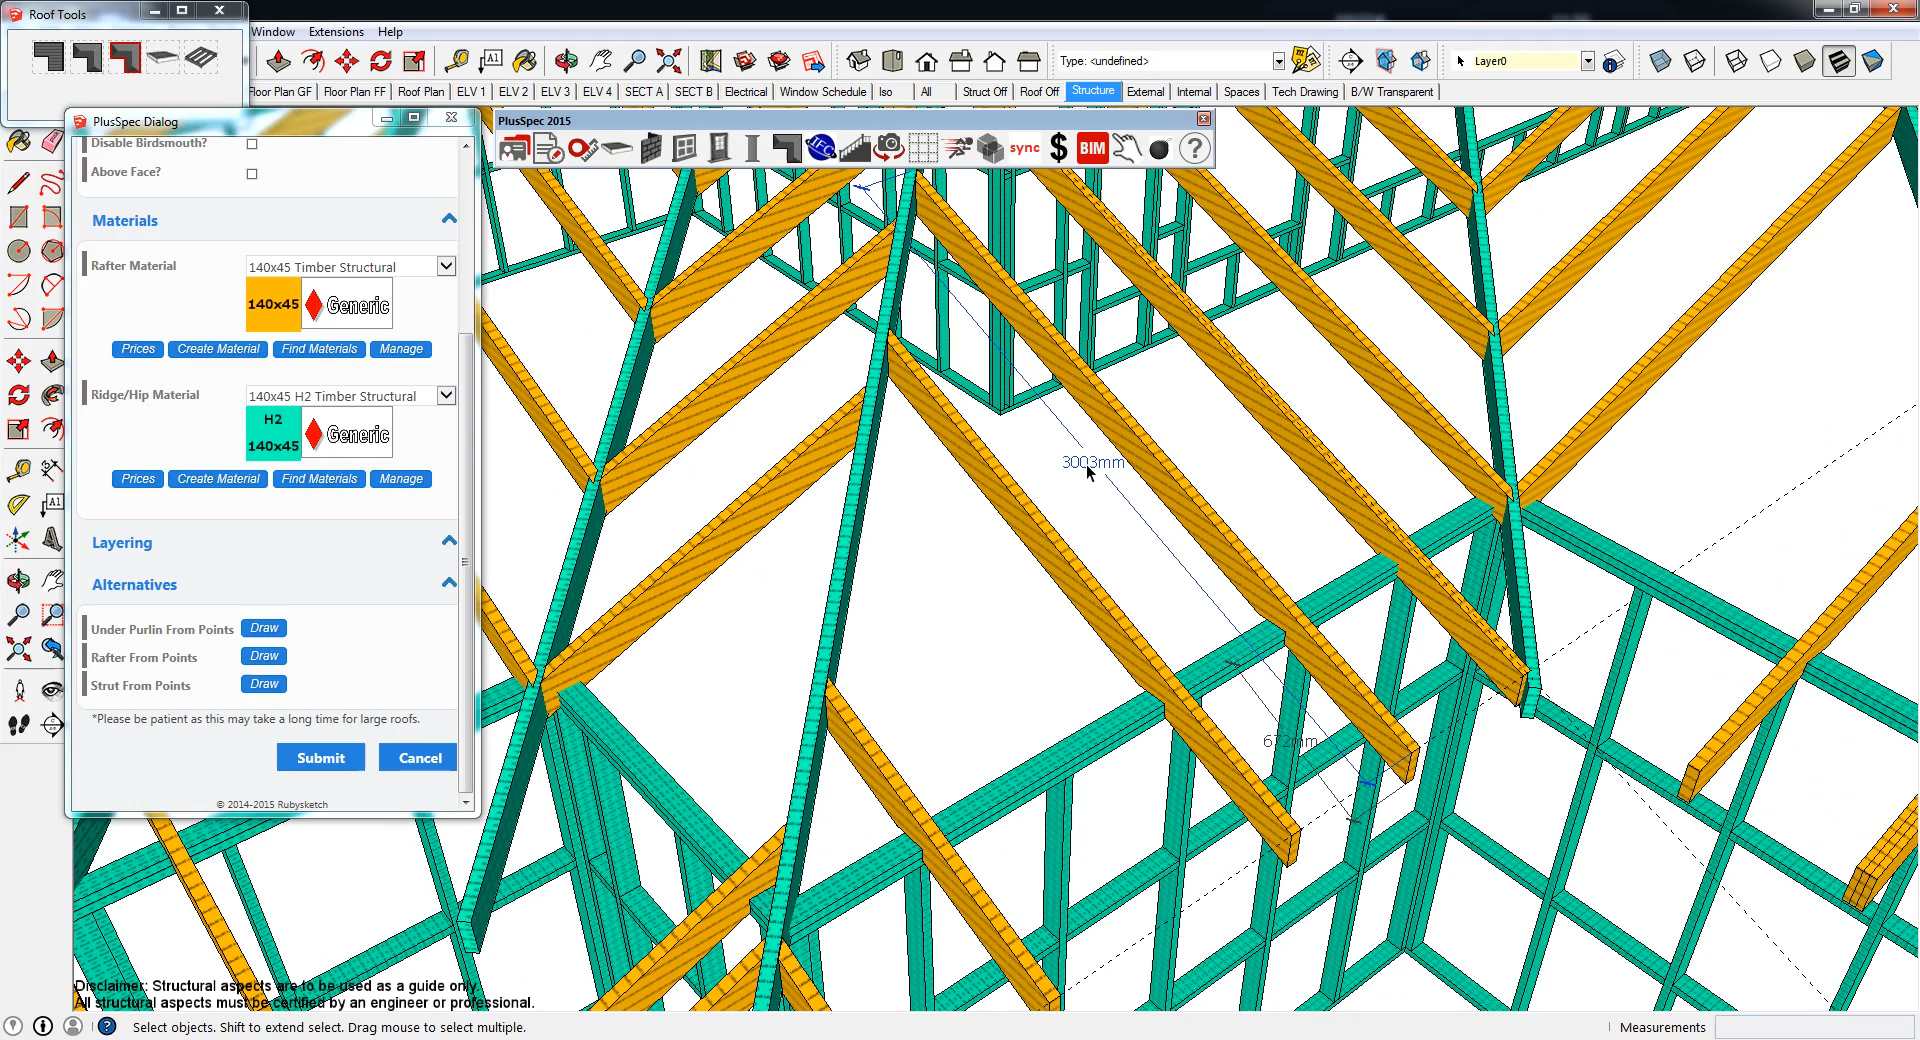 Roof Tools
Window Extensions Help
A1
Type: <undefined>
Layer0
Floor Plan GF Floor Plan FF Roof Plan ELV 1 ELV 2 ELV 3 ELV 4 SECT A SECT B Electrical Window Schedule Iso All Struct Off Roof Off Structure External Internal Spaces Tech Drawing B/W Transparent
PlusSpec 2015
IFC
sync
$
BIM
?
PlusSpec Dialog
Disable Birdsmouth?
Above Face?
Materials
Rafter Material
140x45 Timber Structural
140x45
Generic
Prices Create Material Find Materials Manage
Ridge/Hip Material
140x45 H2 Timber Structural
H2
140x45
Generic
Prices Create Material Find Materials Manage
Layering
Alternatives
Under Purlin From Points Draw
Rafter From Points Draw
Strut From Points Draw
*Please be patient as this may take a long time for large roofs.
Submit Cancel
© 2014-2015 Rubysketch
A1
3003mm
672mm
Disclaimer: Structural aspects are to be used as a guide only.
All structural aspects must be certified by an engineer or professional.
Select objects. Shift to extend select. Drag mouse to select multiple.
Measurements